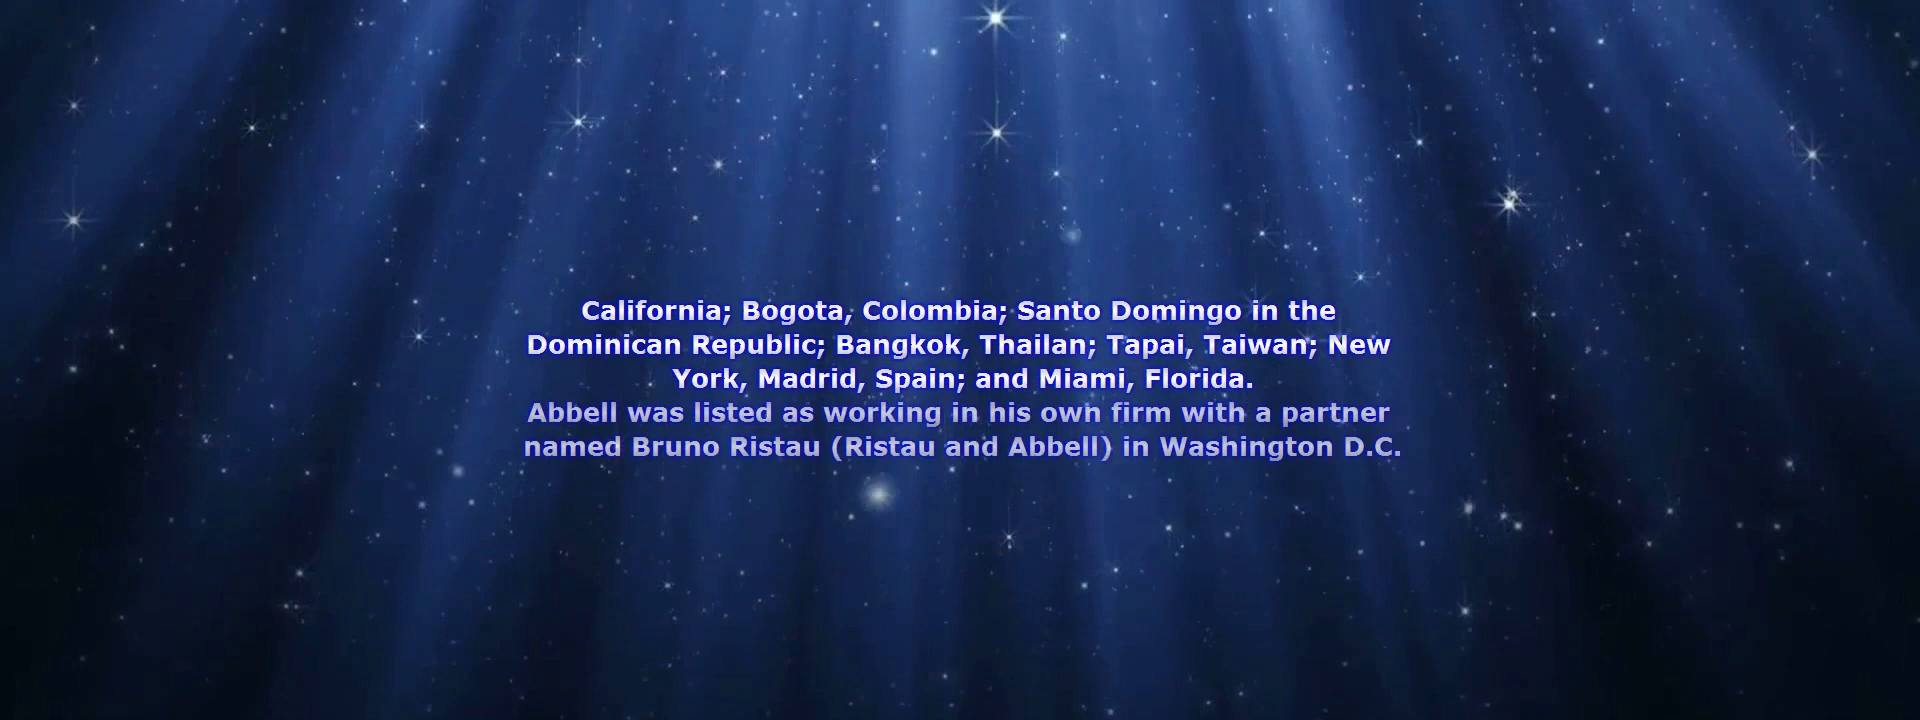 California; Bogota, Colombia; Santo Domingo in the
Dominican Republic; Bangkok, Thailan; Tapai, Taiwan; New
York, Madrid, Spain; and Miami, Florida.
Abbell was listed as working in his own firm with a partner
named Bruno Ristau (Ristau and Abbell) in Washington D.C.